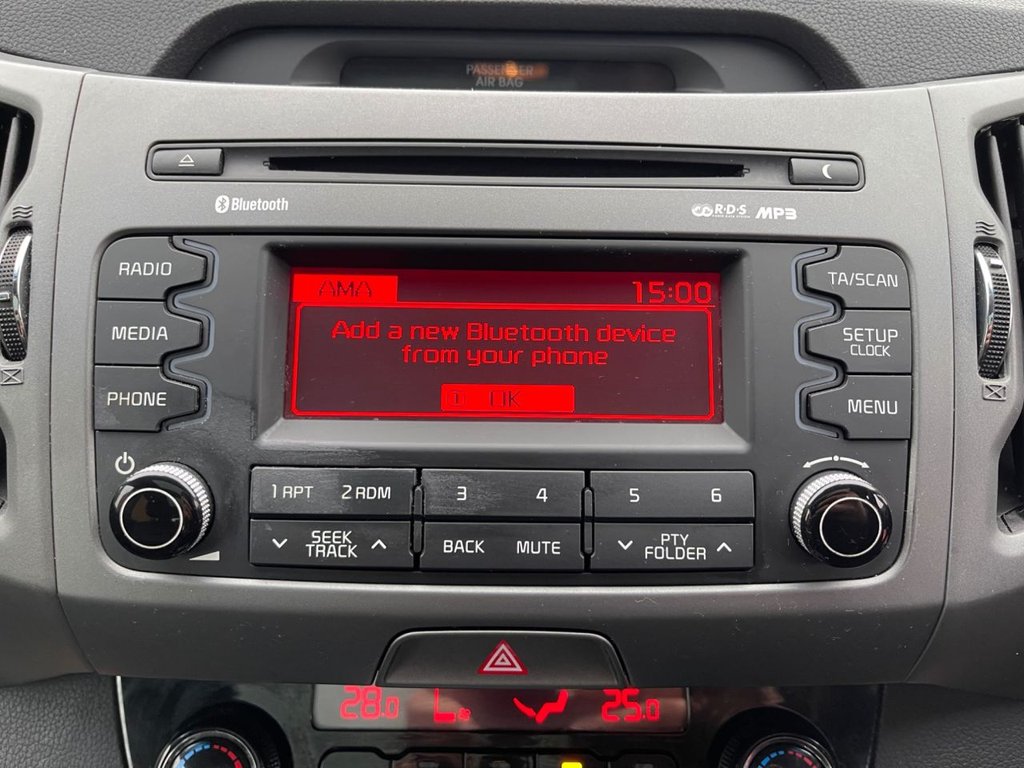 PASSENGER
AIR BAG
Bluetooth
R·D·S MP3
RADIO
MEDIA
PHONE
AMA 15:00
Add a new Bluetooth device
from your phone
1 OK
TA/SCAN
SETUP
CLOCK
MENU
1 RPT 2 RDM 3 4 5 6
SEEK
TRACK
BACK MUTE
PTY
FOLDER
28.0 25.0